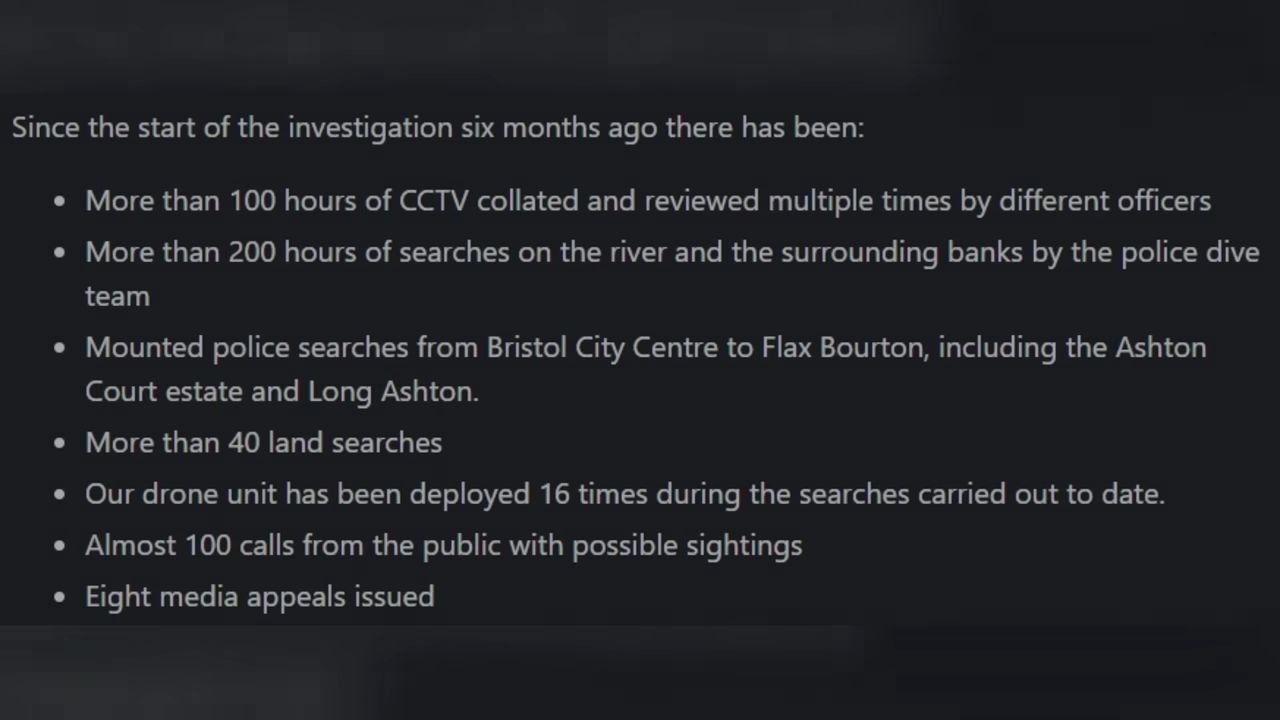 Since the start of the investigation six months ago there has been:
• More than 100 hours of CCTV collated and reviewed multiple times by different officers
• More than 200 hours of searches on the river and the surrounding banks by the police dive
team
• Mounted police searches from Bristol City Centre to Flax Bourton, including the Ashton
Court estate and Long Ashton.
• More than 40 land searches
• Our drone unit has been deployed 16 times during the searches carried out to date.
• Almost 100 calls from the public with possible sightings
• Eight media appeals issued